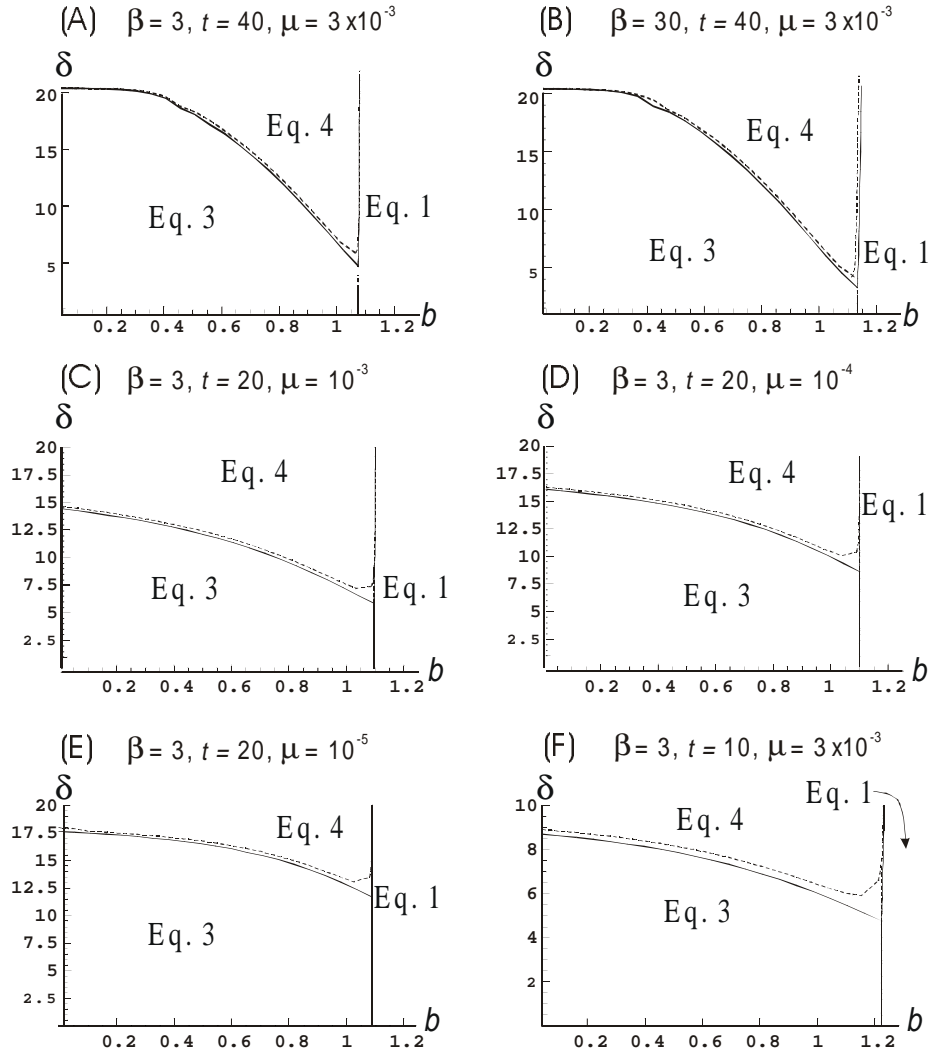 (A) β = 3, t = 40, μ = 3x10⁻³
δ
20
15
10
5
Eq. 4
Eq. 3
Eq. 1
0.2 0.4 0.6 0.8 1 1.2 b
(B) β = 30, t = 40, μ = 3x10⁻³
δ
20
15
10
5
Eq. 4
Eq. 3
Eq. 1
0.2 0.4 0.6 0.8 1 1.2 b
(C) β = 3, t = 20, μ = 10⁻³
δ
20
17.5
15
12.5
10
7.5
5
2.5
Eq. 4
Eq. 3
Eq. 1
0.2 0.4 0.6 0.8 1 1.2 b
(D) β = 3, t = 20, μ = 10⁻⁴
δ
20
17.5
15
12.5
10
7.5
5
2.5
Eq. 4
Eq. 1
Eq. 3
0.2 0.4 0.6 0.8 1 1.2 b
(E) β = 3, t = 20, μ = 10⁻⁵
δ
20
17.5
15
12.5
10
7.5
5
2.5
Eq. 4
Eq. 1
Eq. 3
0.2 0.4 0.6 0.8 1 1.2 b
(F) β = 3, t = 10, μ = 3x10⁻³
δ
10
8
6
4
2
Eq. 1
Eq. 4
Eq. 3
0.2 0.4 0.6 0.8 1 1.2 b